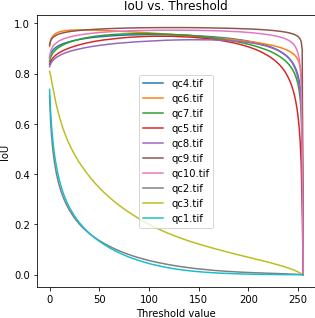 IoU vs. Threshold
1.0
0.8
0.6
0.4
0.2
0.0
IoU
qc4.tif
qc6.tif
qc7.tif
qc5.tif
qc8.tif
qc9.tif
qc10.tif
qc2.tif
qc3.tif
qc1.tif
0 50 100 150 200 250
Threshold value